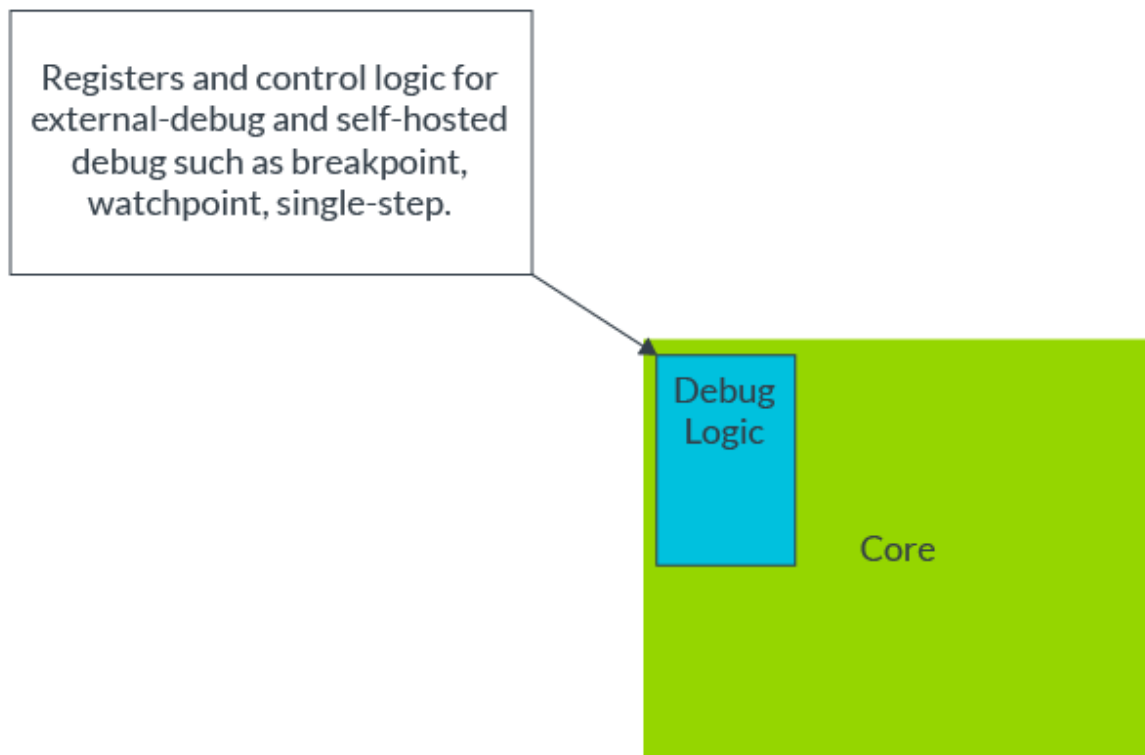 Registers and control logic for
external-debug and self-hosted
debug such as breakpoint,
watchpoint, single-step.
Debug
Logic
Core